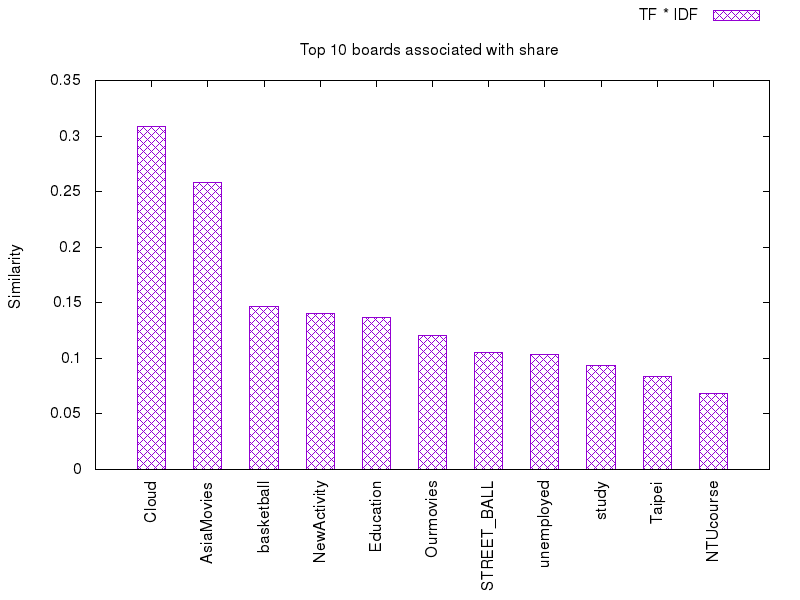 TF * IDF
Top 10 boards associated with share
0.35
0.3
0.25
0.2
0.15
0.1
0.05
0
Similarity
Cloud
AsiaMovies
basketball
NewActivity
Education
Ourmovies
STREET_BALL
unemployed
study
Taipei
NTUcourse